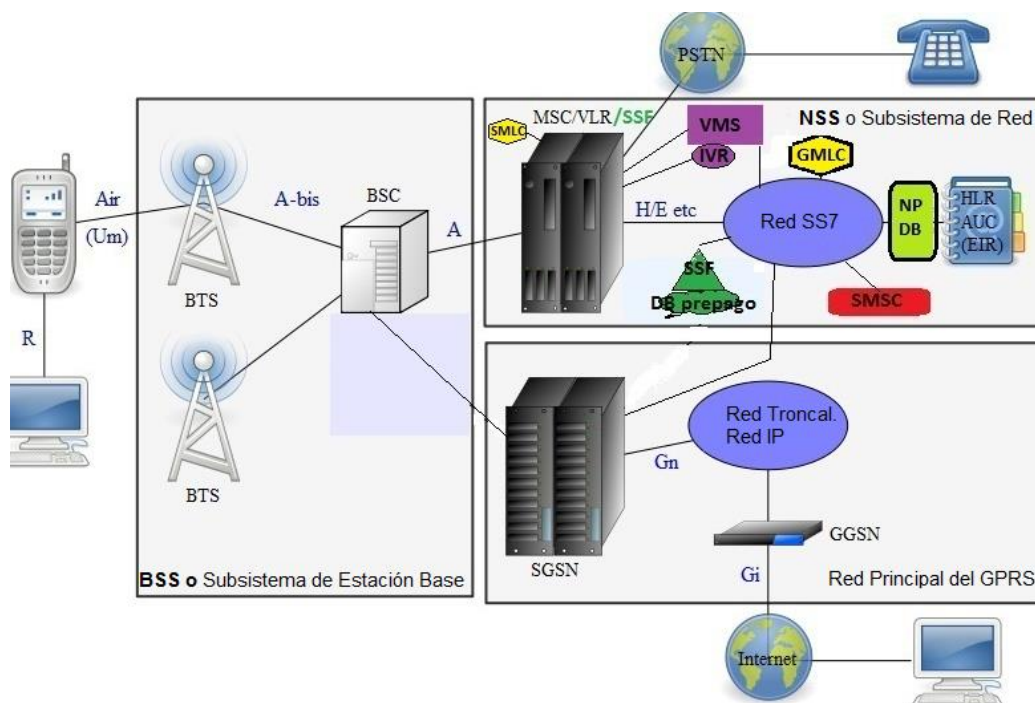 PSTN
MSC/VLR/SSF
NSS o Subsistema de Red
SMLC
VMS
IVR
GMLC
Air
(Um)
A-bis
BSC
A
H/E etc
Red SS7
NP
DB
HLR
AUC
(EIR)
BTS
SSF
DB prepago
SMSC
R
BTS
Red Troncal.
Red IP
Gn
GGSN
SGSN
Gi
BSS o Subsistema de Estación Base
Red Principal del GPRS
Internet